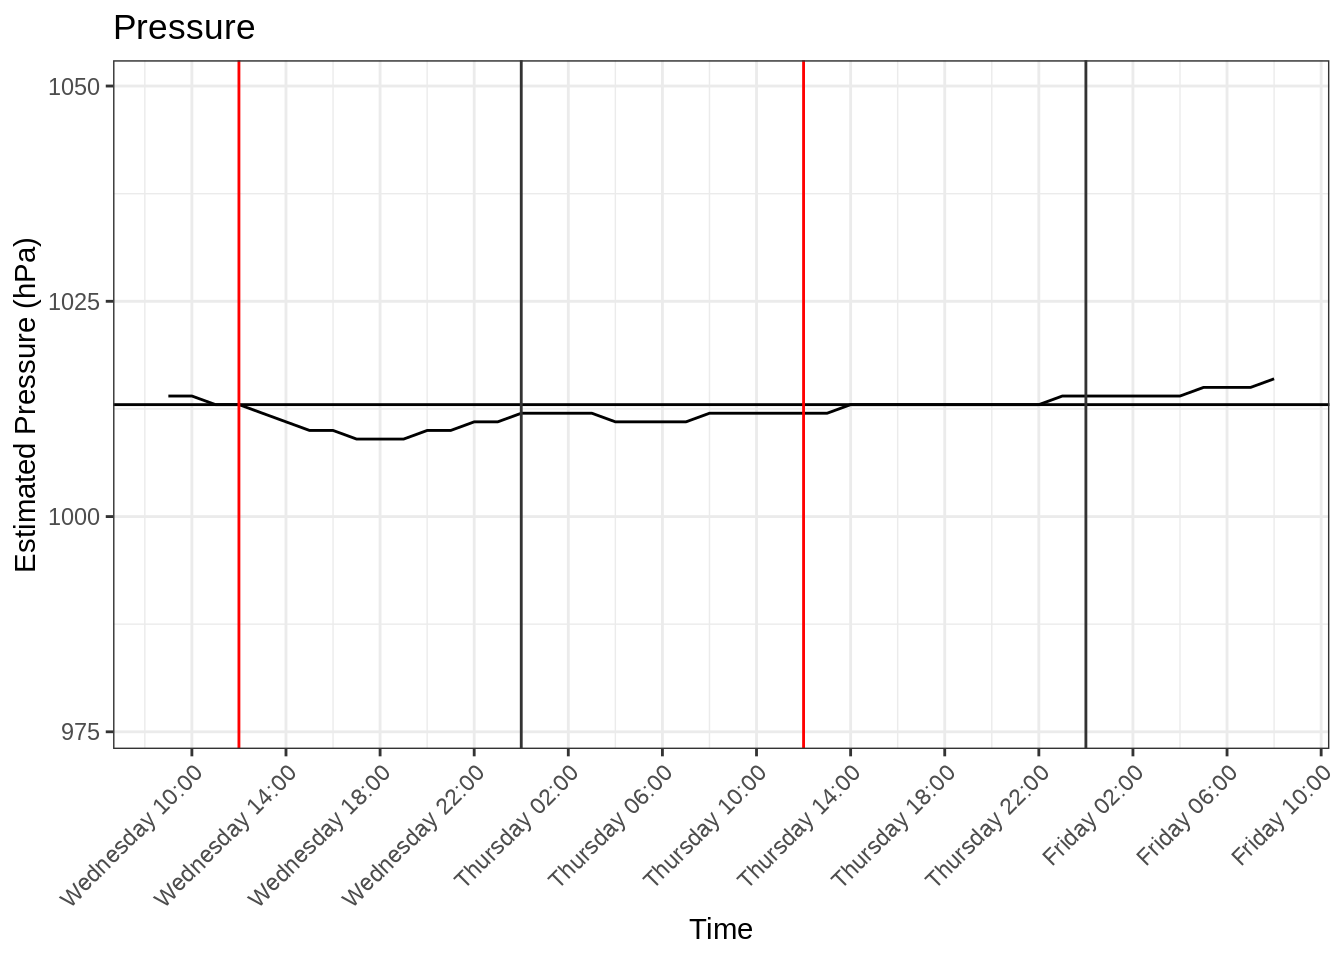 Pressure
Estimated Pressure (hPa)
1050
1025
1000
975
Wednesday 10:00
Wednesday 14:00
Wednesday 18:00
Wednesday 22:00
Thursday 02:00
Thursday 06:00
Thursday 10:00
Thursday 14:00
Thursday 18:00
Thursday 22:00
Friday 02:00
Friday 06:00
Friday 10:00
Time